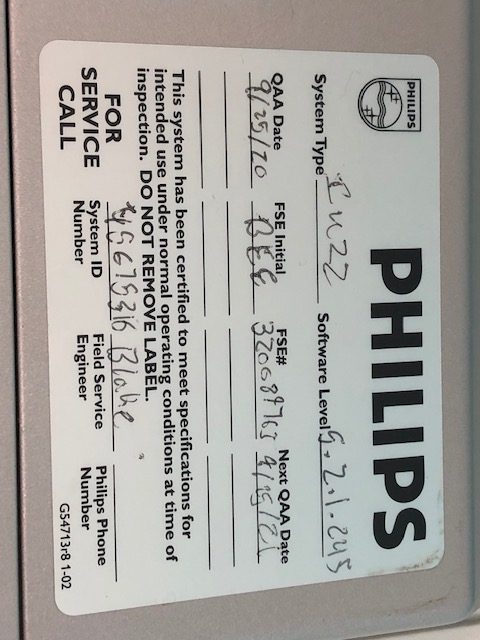 PHILIPS
PHILIPS
System Type iu22 Software Level 5.2.1.245
QAA Date FSE Initial FSE# Next QAA Date
9/25/20 9/25/21
This system has been certified to meet specifications for
intended use under normal operating conditions at time of
inspection. DO NOT REMOVE LABEL.
FOR
SERVICE
CALL
Blake
System ID
Number
Field Service
Engineer
Philips Phone
Number
G54713r8 1-02